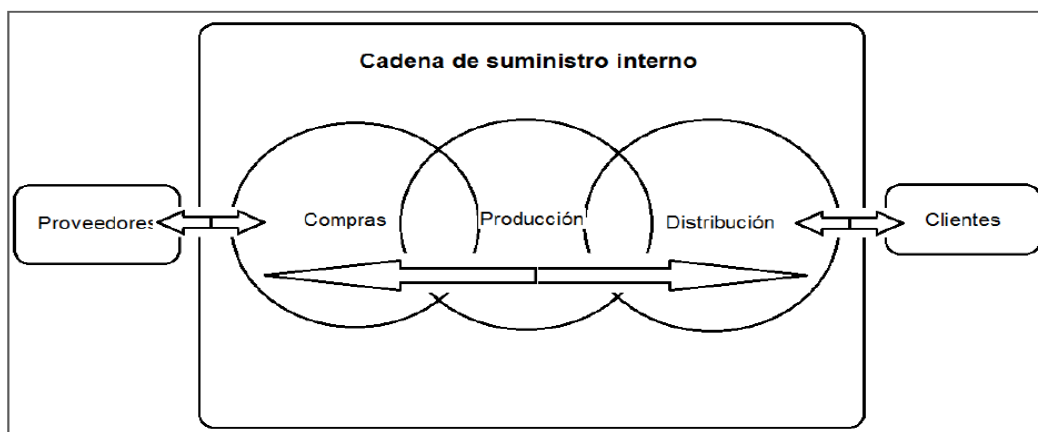 Cadena de suministro interno
Proveedores
Compras
Producción
Distribución
Clientes